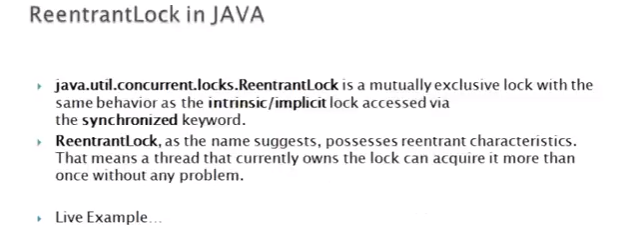 ReentrantLock in JAVA
java.util.concurrent.locks.ReentrantLock is a mutually exclusive lock with the
same behavior as the intrinsic/implicit lock accessed via
the synchronized keyword.
ReentrantLock, as the name suggests, possesses reentrant characteristics.
That means a thread that currently owns the lock can acquire it more than
once without any problem.
Live Example...